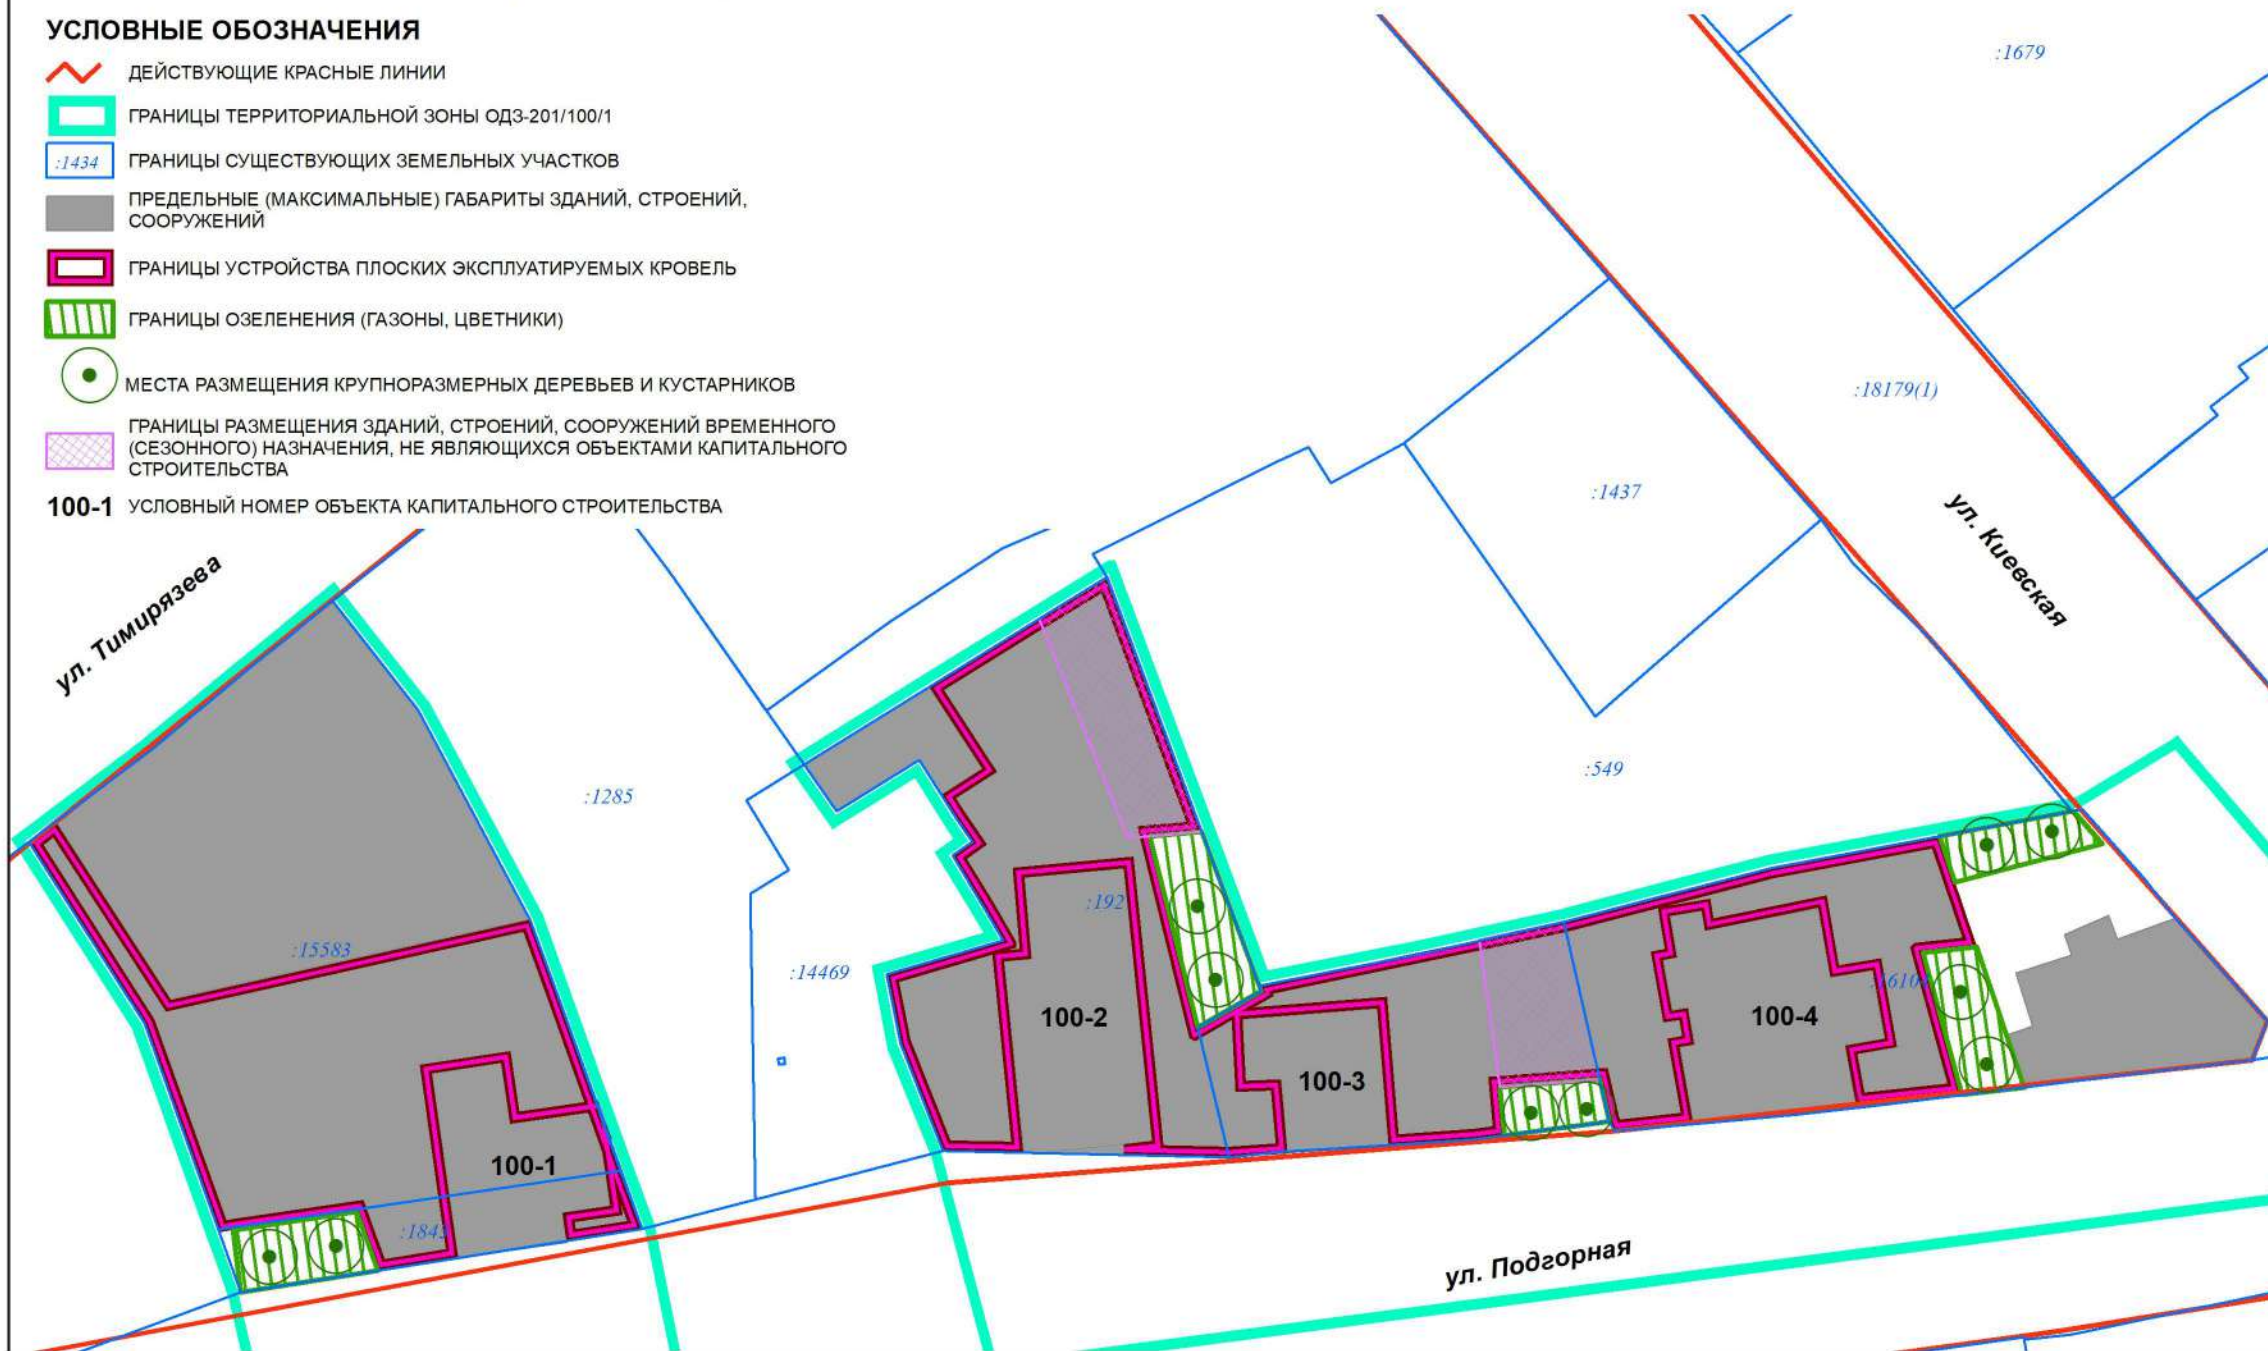 УСЛОВНЫЕ ОБОЗНАЧЕНИЯ
ДЕЙСТВУЮЩИЕ КРАСНЫЕ ЛИНИИ
ГРАНИЦЫ ТЕРРИТОРИАЛЬНОЙ ЗОНЫ ОДЗ-201/100/1
:1434 ГРАНИЦЫ СУЩЕСТВУЮЩИХ ЗЕМЕЛЬНЫХ УЧАСТКОВ
ПРЕДЕЛЬНЫЕ (МАКСИМАЛЬНЫЕ) ГАБАРИТЫ ЗДАНИЙ, СТРОЕНИЙ,
СООРУЖЕНИЙ
ГРАНИЦЫ УСТРОЙСТВА ПЛОСКИХ ЭКСПЛУАТИРУЕМЫХ КРОВЕЛЬ
ГРАНИЦЫ ОЗЕЛЕНЕНИЯ (ГАЗОНЫ, ЦВЕТНИКИ)
МЕСТА РАЗМЕЩЕНИЯ КРУПНОРАЗМЕРНЫХ ДЕРЕВЬЕВ И КУСТАРНИКОВ
ГРАНИЦЫ РАЗМЕЩЕНИЯ ЗДАНИЙ, СТРОЕНИЙ, СООРУЖЕНИЙ ВРЕМЕННОГО
(СЕЗОННОГО) НАЗНАЧЕНИЯ, НЕ ЯВЛЯЮЩИХСЯ ОБЪЕКТАМИ КАПИТАЛЬНОГО
СТРОИТЕЛЬСТВА
100-1 УСЛОВНЫЙ НОМЕР ОБЪЕКТА КАПИТАЛЬНОГО СТРОИТЕЛЬСТВА
:1679
:18179(1)
:1437
ул. Киевская
ул. Тимирязева
:549
:1285
:192
:15583
:14469
100-2
100-4
100-3
100-1
ул. Подгорная